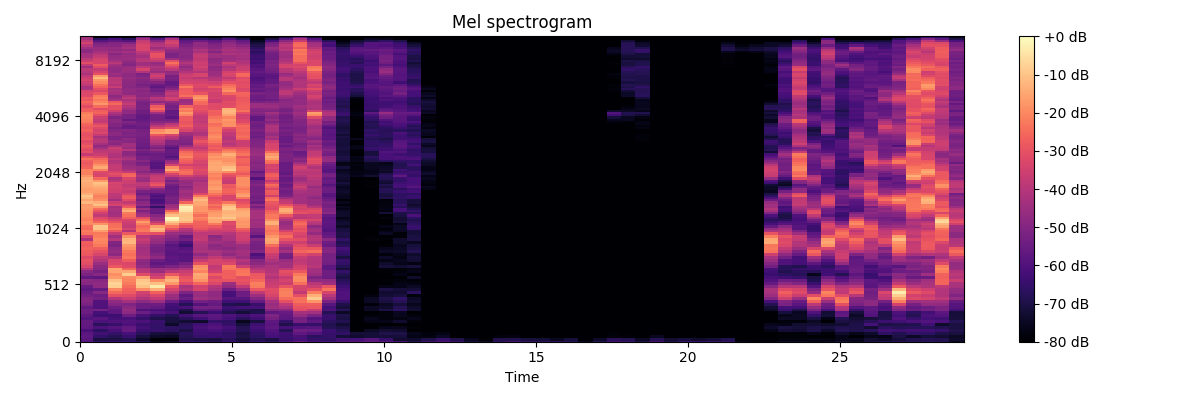 Mel spectrogram
Hz
8192
4096
2048
1024
512
0
0 5 10 15 20 25
Time
+0 dB
-10 dB
-20 dB
-30 dB
-40 dB
-50 dB
-60 dB
-70 dB
-80 dB